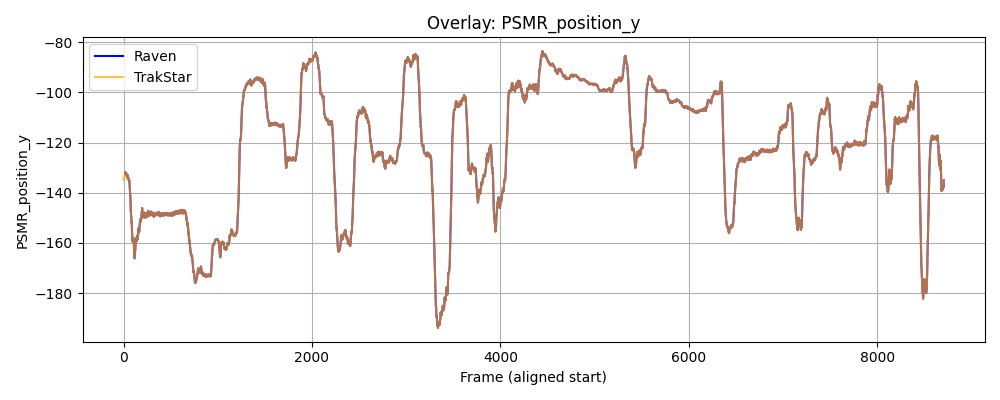 Overlay: PSMR_position_y
Raven
TrakStar
PSMR_position_y
−80
−100
−120
−140
−160
−180
0
2000
4000
6000
8000
Frame (aligned start)